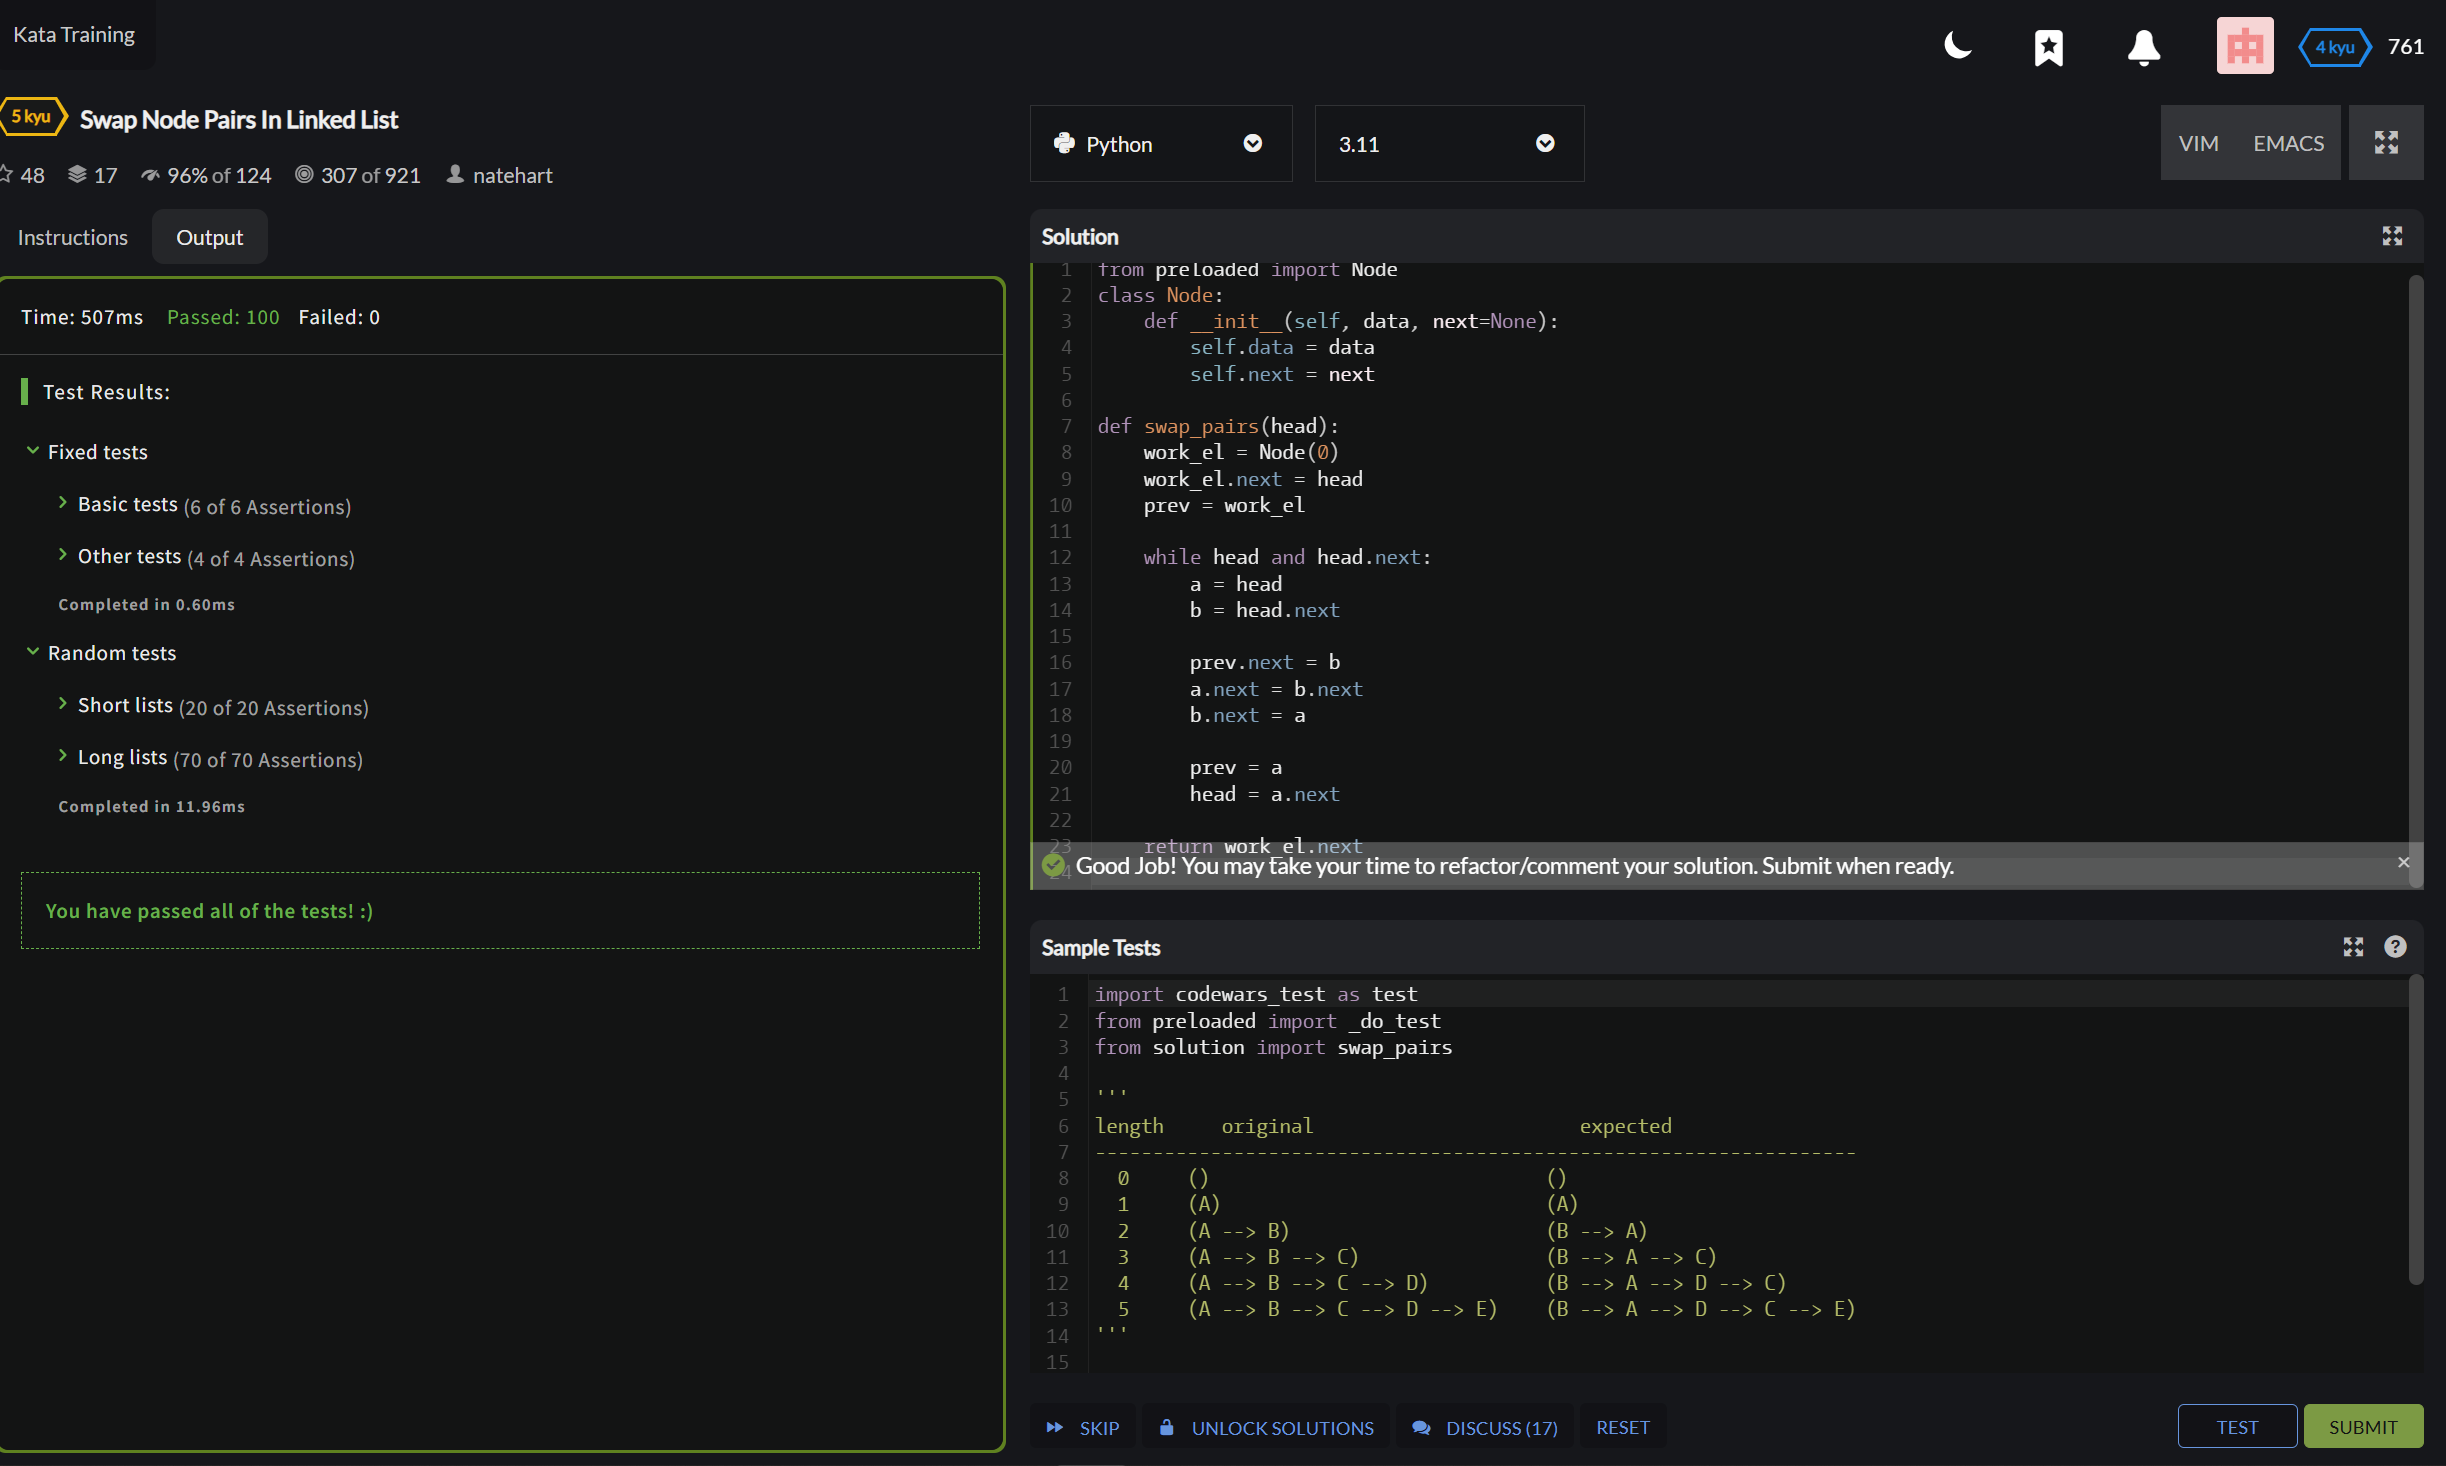 Kata Training
4 kyu 761
5 kyu Swap Node Pairs In Linked List
48 17 96% of 124 307 of 921 natehart
Instructions Output
Time: 507ms Passed: 100 Failed: 0
Test Results:
Fixed tests
Basic tests (6 of 6 Assertions)
Other tests (4 of 4 Assertions)
Completed in 0.60ms
Random tests
Short lists (20 of 20 Assertions)
Long lists (70 of 70 Assertions)
Completed in 11.96ms
You have passed all of the tests! :)
Python 3.11 VIM EMACS
Solution
1 from preloaded import Node
2 class Node:
3     def __init__(self, data, next=None):
4         self.data = data
5         self.next = next
6
7 def swap_pairs(head):
8     work_el = Node(0)
9     work_el.next = head
10     prev = work_el
11
12     while head and head.next:
13         a = head
14         b = head.next
15
16         prev.next = b
17         a.next = b.next
18         b.next = a
19
20         prev = a
21         head = a.next
22
23     return work_el.next
24
Good Job! You may take your time to refactor/comment your solution. Submit when ready.
Sample Tests
1 import codewars_test as test
2 from preloaded import _do_test
3 from solution import swap_pairs
4
5 '''
6 length     original                       expected
7 ------------------------------------------------------------------
8   0     ()                             ()
9   1     (A)                            (A)
10   2     (A --> B)                      (B --> A)
11   3     (A --> B --> C)                (B --> A --> C)
12   4     (A --> B --> C --> D)          (B --> A --> D --> C)
13   5     (A --> B --> C --> D --> E)    (B --> A --> D --> C --> E)
14 '''
15
SKIP UNLOCK SOLUTIONS DISCUSS (17) RESET TEST SUBMIT